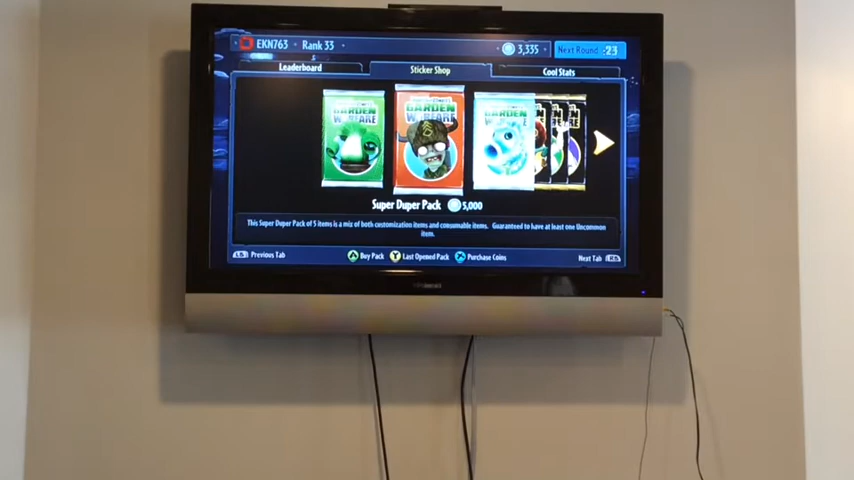 EKN763 · Rank 33
3,335
Next Round :23
Leaderboard
Sticker Shop
Cool Stats
GARDEN
WARFARE
GARDEN
WARFARE
GARDEN
WARFARE
Super Duper Pack 5,000
This Super Duper Pack of 5 items is a mix of both customization items and consumable items. Guaranteed to have at least one Uncommon
item.
Previous Tab
Buy Pack
Last Opened Pack
Purchase Coins
Next Tab